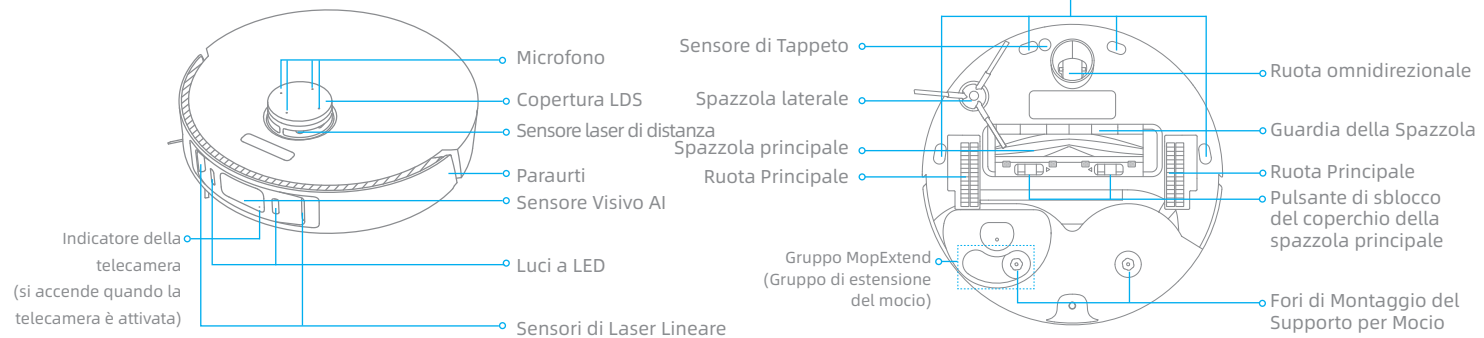 Microfono
Copertura LDS
Sensore laser di distanza
Paraurti
Sensore Visivo AI
Indicatore della
telecamera
(si accende quando la
telecamera è attivata)
Luci a LED
Sensori di Laser Lineare
Sensore di Tappeto
Spazzola laterale
Spazzola principale
Ruota Principale
Gruppo MopExtend
(Gruppo di estensione
del mocio)
Ruota omnidirezionale
Guardia della Spazzola
Ruota Principale
Pulsante di sblocco
del coperchio della
spazzola principale
Fori di Montaggio del
Supporto per Mocio